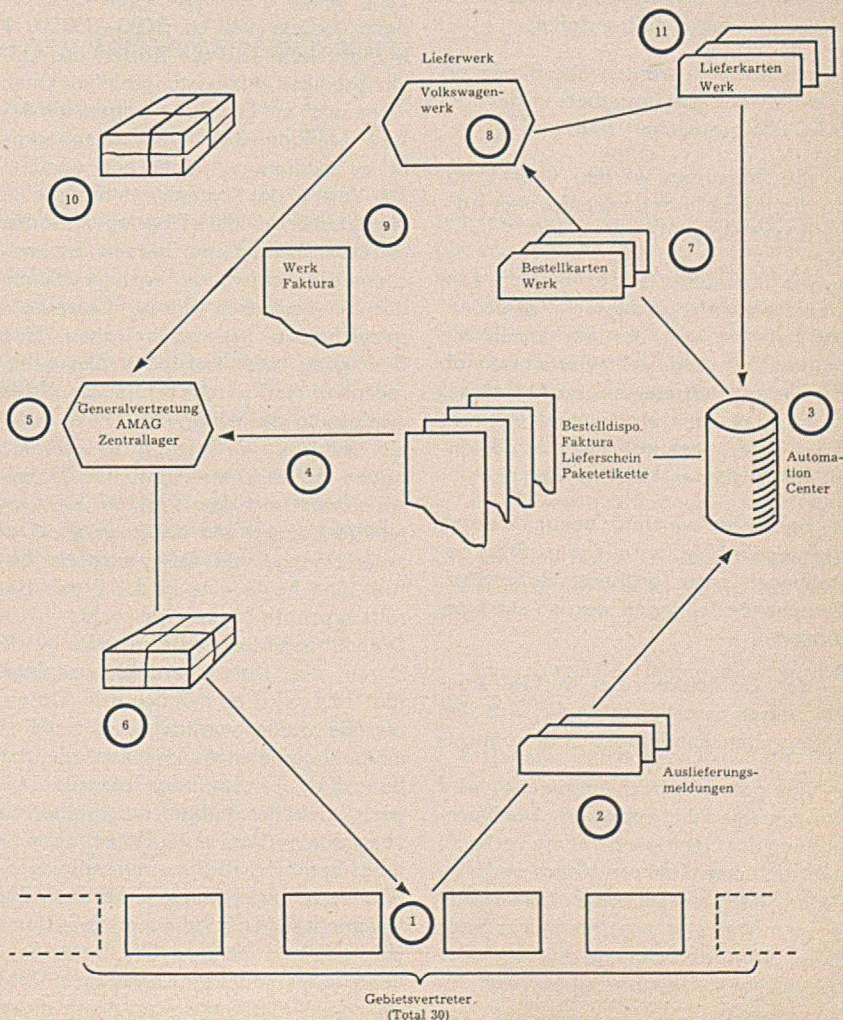 11
Lieferwerk
Lieferkarten
Werk
Volkswagen-
werk
8
10
9
7
Werk
Faktura
Bestellkarten
Werk
5
Generalvertretung
AMAG
Zentrallager
4
Bestelldispo.
Faktura
Lieferschein
Paketetikette
3
Automa-
tion
Center
6
Auslieferungs-
meldungen
2
1
Gebietsvertreter.
(Total 30)